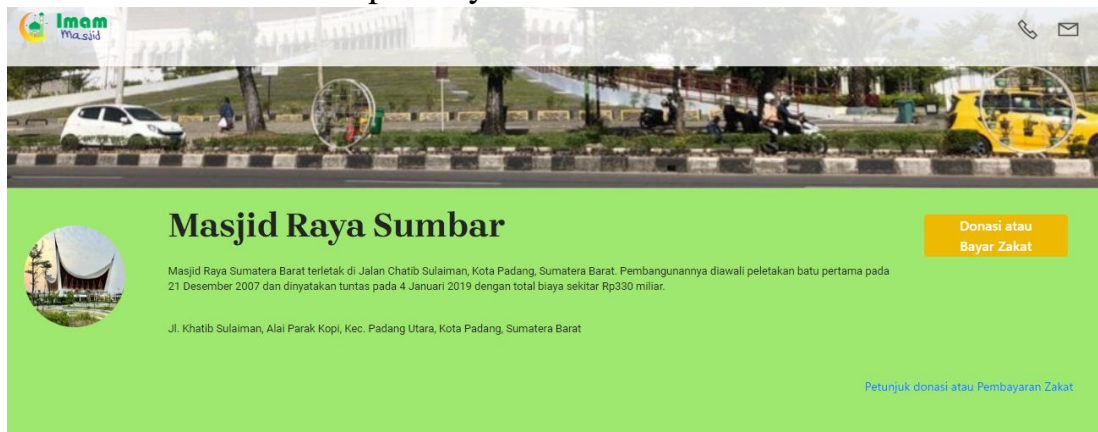 Imam
Masjid
Masjid Raya Sumbar
Donasi atau
Bayar Zakat
Masjid Raya Sumatera Barat terletak di Jalan Chatib Sulaiman, Kota Padang, Sumatera Barat. Pembangunannya diawali peletakan batu pertama pada
21 Desember 2007 dan dinyatakan tuntas pada 4 Januari 2019 dengan total biaya sekitar Rp330 miliar.
Jl. Khatib Sulaiman, Alai Parak Kopi, Kec. Padang Utara, Kota Padang, Sumatera Barat
Petunjuk donasi atau Pembayaran Zakat